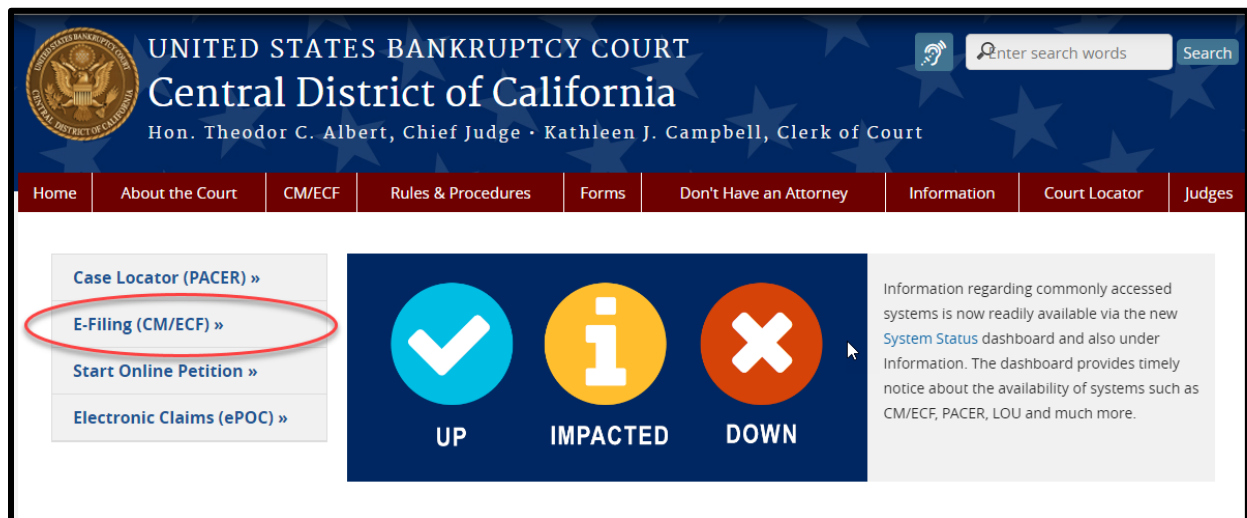 UNITED STATES BANKRUPTCY COURT
Central District of California
Hon. Theodor C. Albert, Chief Judge · Kathleen J. Campbell, Clerk of Court
Enter search words
Search
Home
About the Court
CM/ECF
Rules & Procedures
Forms
Don't Have an Attorney
Information
Court Locator
Judges
Case Locator (PACER) »
E-Filing (CM/ECF) »
Start Online Petition »
Electronic Claims (ePOC) »
UP
IMPACTED
DOWN
Information regarding commonly accessed
systems is now readily available via the new
System Status dashboard and also under
Information. The dashboard provides timely
notice about the availability of systems such as
CM/ECF, PACER, LOU and much more.